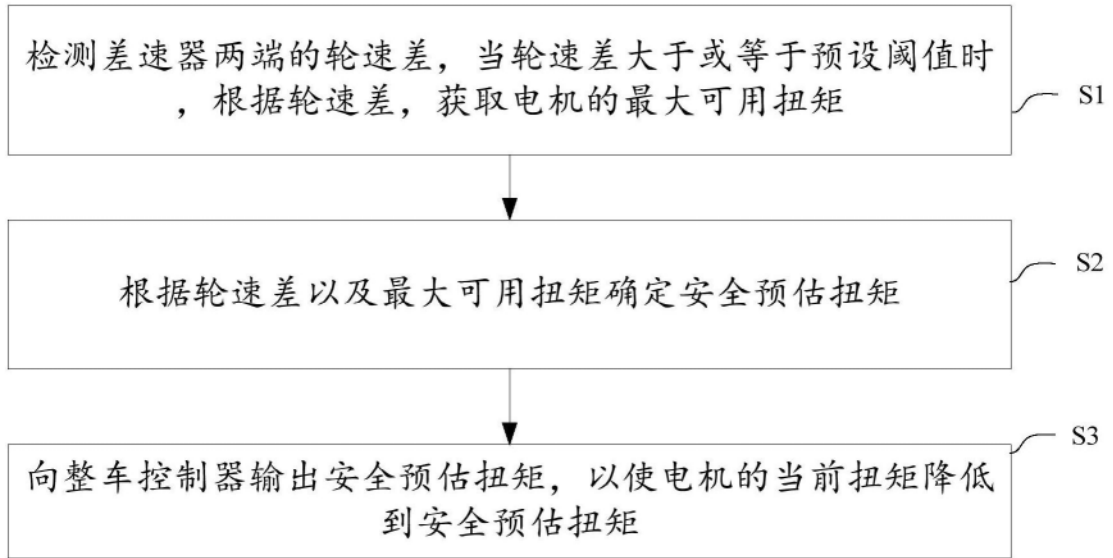 检测差速器两端的轮速差，当轮速差大于或等于预设阈值时
，根据轮速差，获取电机的最大可用扭矩
S1
根据轮速差以及最大可用扭矩确定安全预估扭矩
S2
向整车控制器输出安全预估扭矩，以使电机的当前扭矩降低
到安全预估扭矩
S3